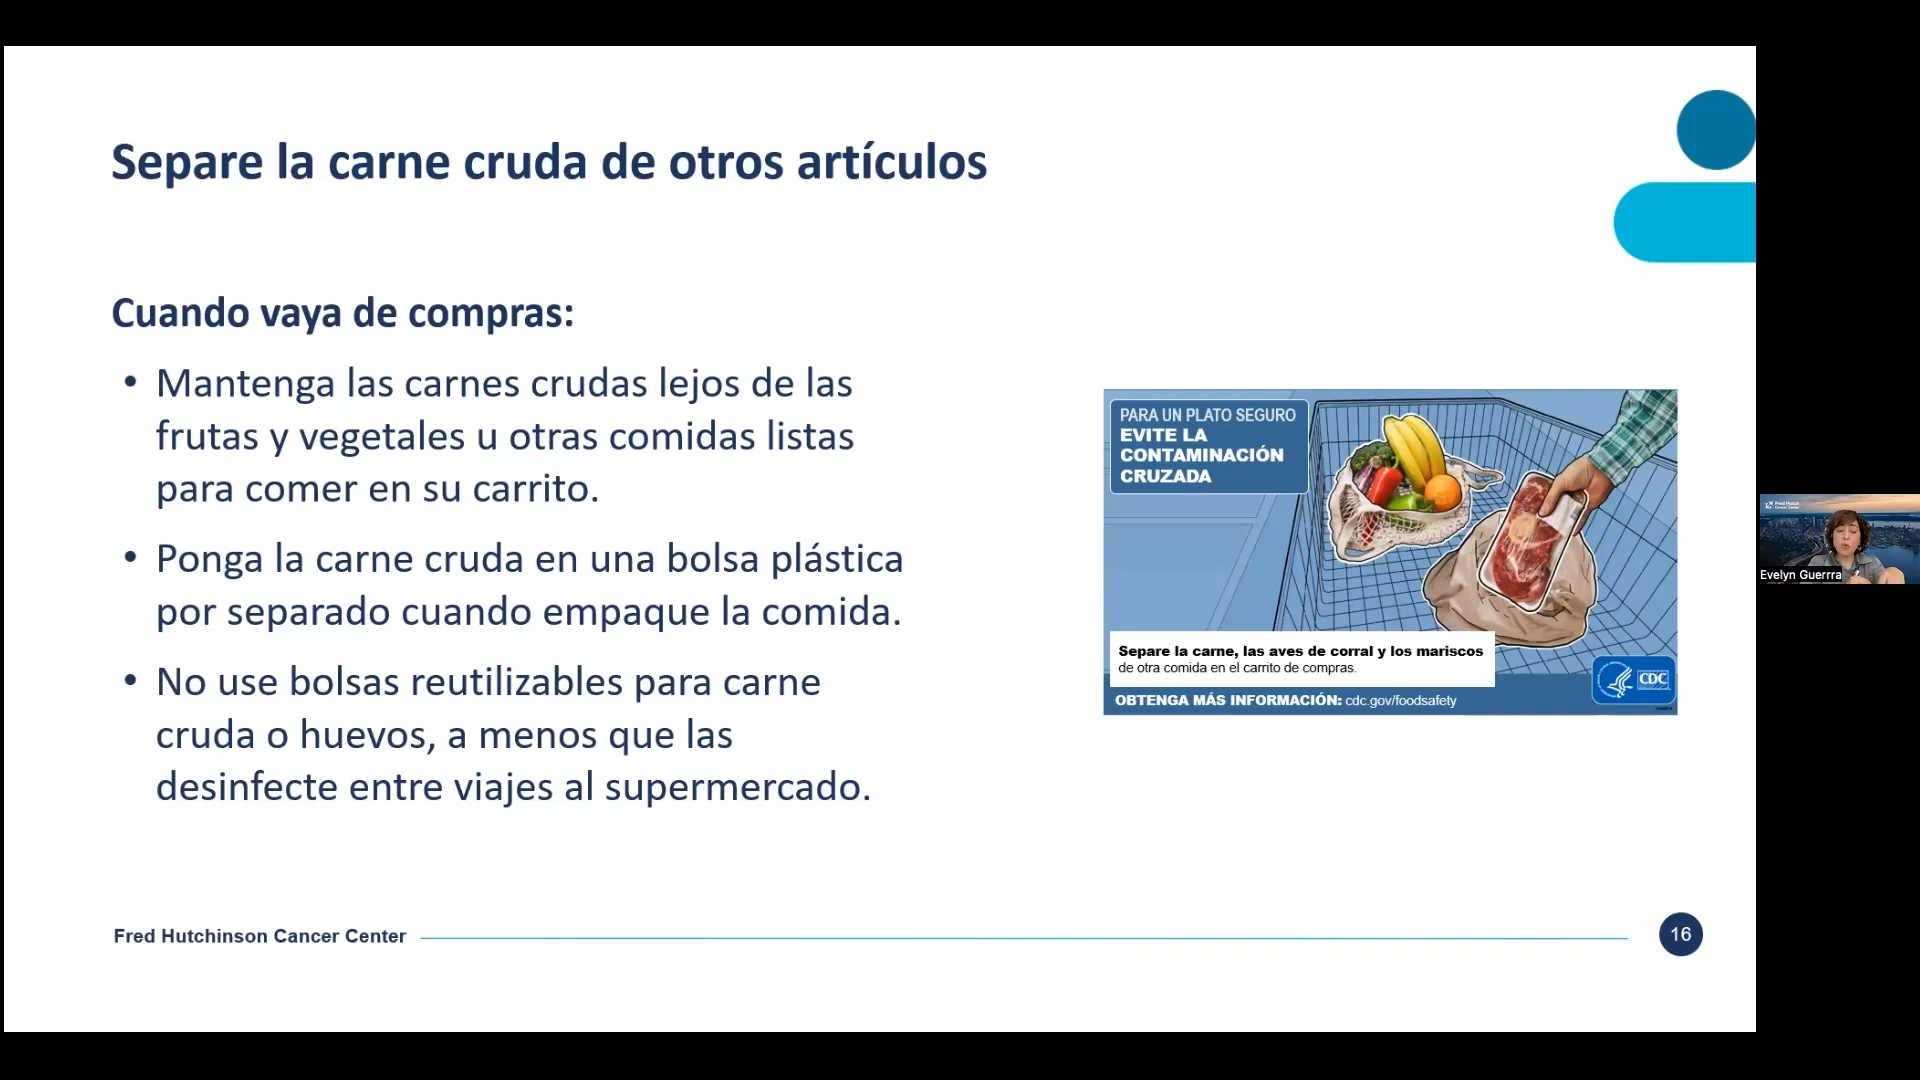 Separe la carne cruda de otros artículos
Cuando vaya de compras:
• Mantenga las carnes crudas lejos de las
frutas y vegetales u otras comidas listas
para comer en su carrito.
• Ponga la carne cruda en una bolsa plástica
por separado cuando empaque la comida.
• No use bolsas reutilizables para carne
cruda o huevos, a menos que las
desinfecte entre viajes al supermercado.
PARA UN PLATO SEGURO
EVITE LA
CONTAMINACIÓN
CRUZADA
Separe la carne, las aves de corral y los mariscos
de otra comida en el carrito de compras.
OBTENGA MÁS INFORMACIÓN: cdc.gov/foodsafety
CDC
Fred Hutch
Cancer Center
Evelyn Guerrra
Fred Hutchinson Cancer Center
16